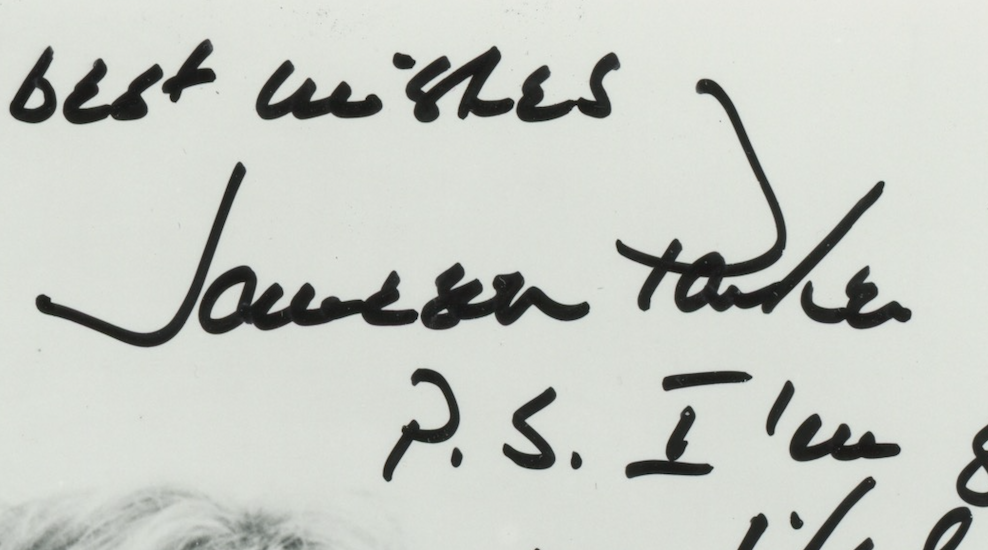 best wishes
Jameson Parker
P.S. I'm